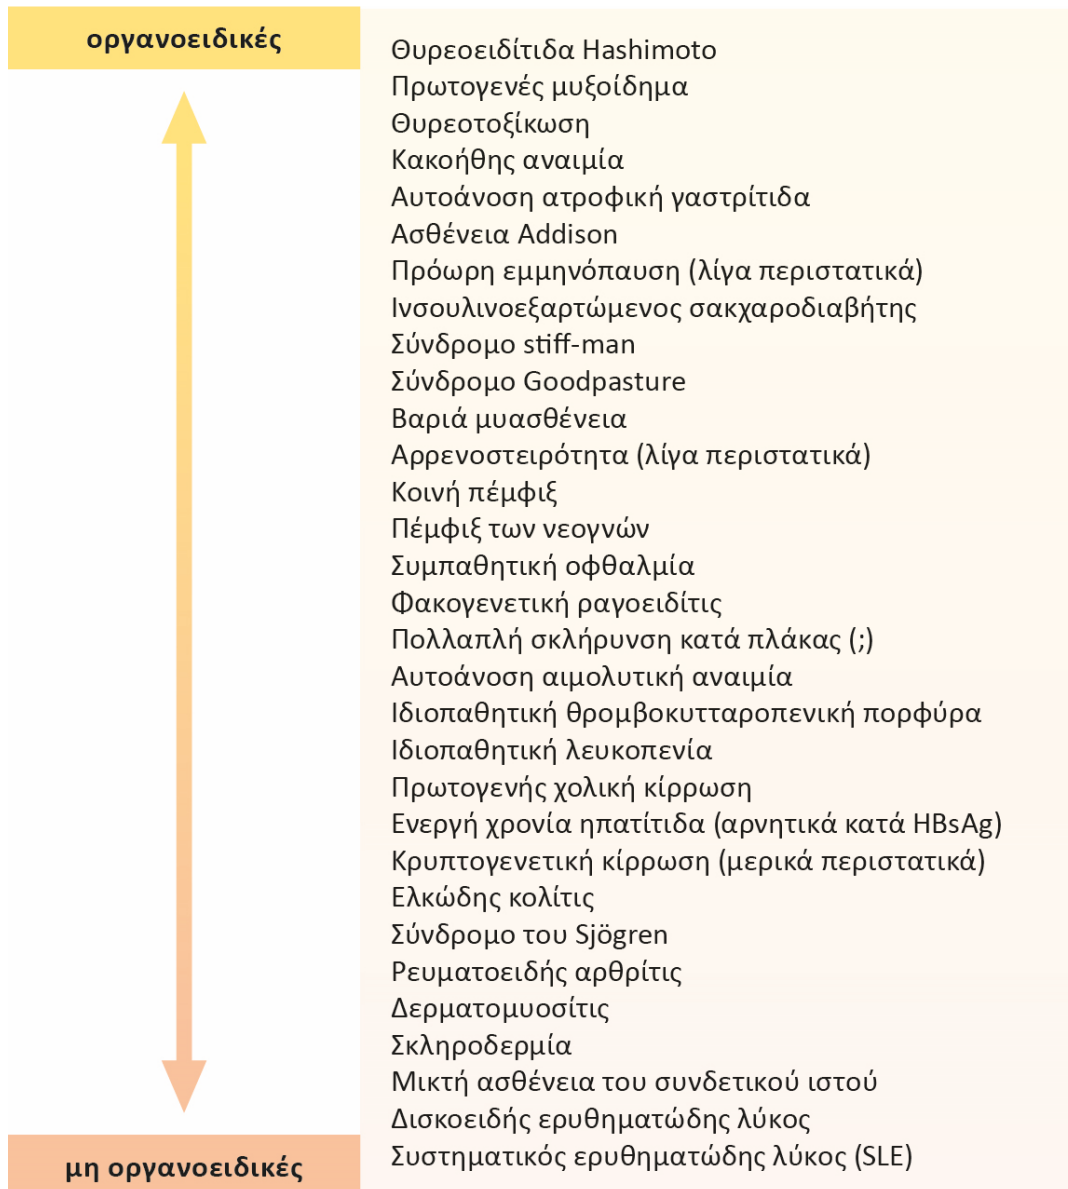 οργανοειδικές
Θυρεοειδίτιδα Hashimoto
Πρωτογενές μυξοίδημα
Θυρεοτοξίκωση
Κακοήθης αναιμία
Αυτοάνοση ατροφική γαστρίτιδα
Ασθένεια Addison
Πρόωρη εμμηνόπαυση (λίγα περιστατικά)
Ινσουλινοεξαρτώμενος σακχαροδιαβήτης
Σύνδρομο stiff-man
Σύνδρομο Goodpasture
Βαριά μυασθένεια
Αρρενοστειρότητα (λίγα περιστατικά)
Κοινή πέμφιξ
Πέμφιξ των νεογνών
Συμπαθητική οφθαλμία
Φακογενετική ραγοειδίτις
Πολλαπλή σκλήρυνση κατά πλάκας (;)
Αυτοάνοση αιμολυτική αναιμία
Ιδιοπαθητική θρομβοκυτταροπενική πορφύρα
Ιδιοπαθητική λευκοπενία
Πρωτογενής χολική κίρρωση
Ενεργή χρονία ηπατίτιδα (αρνητικά κατά HBsAg)
Κρυπτογενετική κίρρωση (μερικά περιστατικά)
Ελκώδης κολίτις
Σύνδρομο του Sjögren
Ρευματοειδής αρθρίτις
Δερματομυοσίτις
Σκληροδερμία
Μικτή ασθένεια του συνδετικού ιστού
Δισκοειδής ερυθηματώδης λύκος
Συστηματικός ερυθηματώδης λύκος (SLE)
μη οργανοειδικές